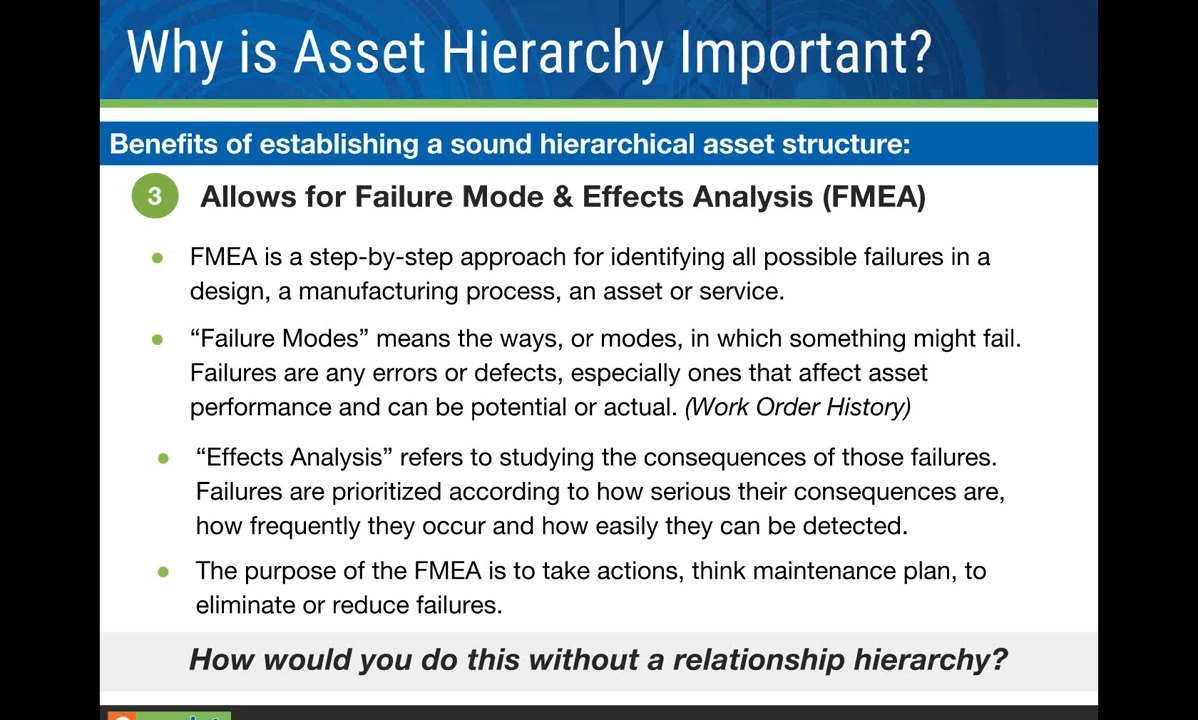 Why is Asset Hierarchy Important?
Benefits of establishing a sound hierarchical asset structure:
3 Allows for Failure Mode & Effects Analysis (FMEA)
• FMEA is a step-by-step approach for identifying all possible failures in a
design, a manufacturing process, an asset or service.
• “Failure Modes” means the ways, or modes, in which something might fail.
Failures are any errors or defects, especially ones that affect asset
performance and can be potential or actual. (Work Order History)
• “Effects Analysis” refers to studying the consequences of those failures.
Failures are prioritized according to how serious their consequences are,
how frequently they occur and how easily they can be detected.
• The purpose of the FMEA is to take actions, think maintenance plan, to
eliminate or reduce failures.
How would you do this without a relationship hierarchy?